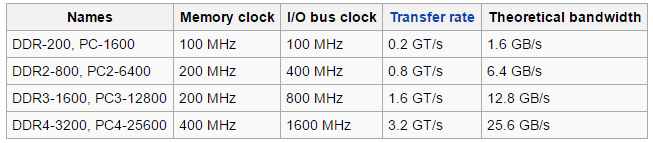 Names Memory clock I/O bus clock Transfer rate Theoretical bandwidth
DDR-200, PC-1600 100 MHz 100 MHz 0.2 GT/s 1.6 GB/s
DDR2-800, PC2-6400 200 MHz 400 MHz 0.8 GT/s 6.4 GB/s
DDR3-1600, PC3-12800 200 MHz 800 MHz 1.6 GT/s 12.8 GB/s
DDR4-3200, PC4-25600 400 MHz 1600 MHz 3.2 GT/s 25.6 GB/s